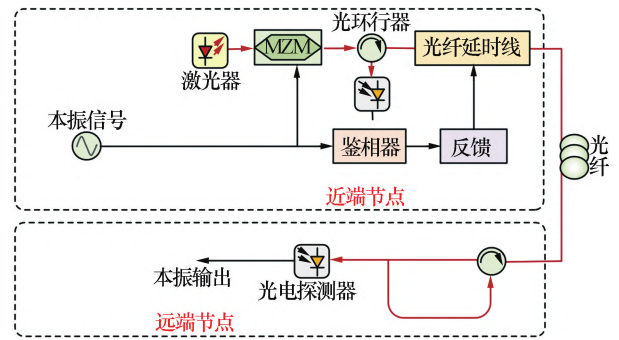 光环行器
MZM
光纤延时线
激光器
本振信号
鉴相器
反馈
光
纤
近端节点
本振输出
光电探测器
远端节点